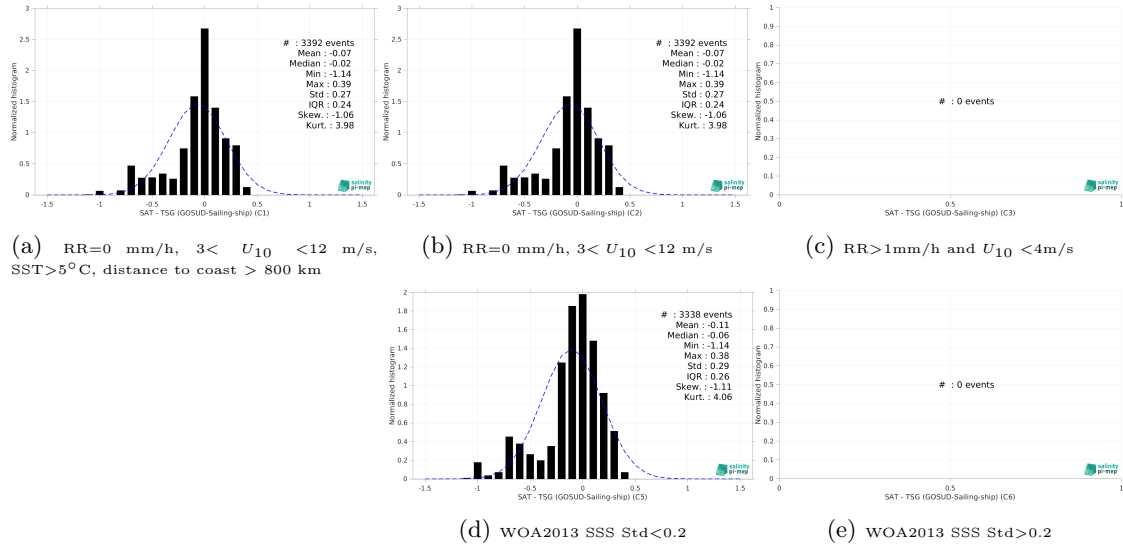 3
2.5
2
1.5
1
0.5
0
Normalized histogram
# : 3392 events
Mean : -0.07
Median : -0.02
Min : -1.14
Max : 0.39
Std : 0.27
IQR : 0.24
Skew. : -1.06
Kurt. : 3.98
salinity
pi-mep
-1.5 -1 -0.5 0 0.5 1 1.5
SAT - TSG (GOSUD-Sailing-ship) (C1)
(a) RR=0 mm/h, 3< U10 <12 m/s,
SST>5°C, distance to coast > 800 km
3
2.5
2
1.5
1
0.5
0
Normalized histogram
# : 3392 events
Mean : -0.07
Median : -0.02
Min : -1.14
Max : 0.39
Std : 0.27
IQR : 0.24
Skew. : -1.06
Kurt. : 3.98
salinity
pi-mep
-1.5 -1 -0.5 0 0.5 1 1.5
SAT - TSG (GOSUD-Sailing-ship) (C2)
(b) RR=0 mm/h, 3< U10 <12 m/s
1
0.9
0.8
0.7
0.6
0.5
0.4
0.3
0.2
0.1
0
Normalized histogram
# : 0 events
salinity
pi-mep
0 0.5 1
SAT - TSG (GOSUD-Sailing-ship) (C3)
(c) RR>1mm/h and U10 <4m/s
2
1.8
1.6
1.4
1.2
1
0.8
0.6
0.4
0.2
0
Normalized histogram
# : 3338 events
Mean : -0.11
Median : -0.06
Min : -1.14
Max : 0.38
Std : 0.29
IQR : 0.26
Skew. : -1.11
Kurt. : 4.06
salinity
pi-mep
-1.5 -1 -0.5 0 0.5 1 1.5
SAT - TSG (GOSUD-Sailing-ship) (C5)
(d) WOA2013 SSS Std<0.2
1
0.9
0.8
0.7
0.6
0.5
0.4
0.3
0.2
0.1
0
Normalized histogram
# : 0 events
salinity
pi-mep
0 0.5 1
SAT - TSG (GOSUD-Sailing-ship) (C6)
(e) WOA2013 SSS Std>0.2